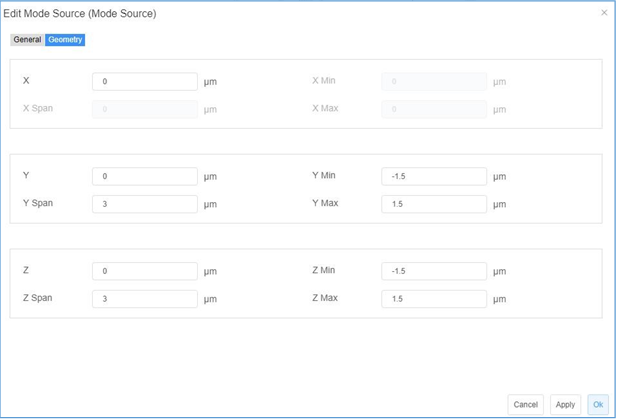 Edit Mode Source (Mode Source) ×
General Geometry
X 0 μm X Min 0 μm
X Span 0 μm X Max 0 μm
Y 0 μm Y Min -1.5 μm
Y Span 3 μm Y Max 1.5 μm
Z 0 μm Z Min -1.5 μm
Z Span 3 μm Z Max 1.5 μm
Cancel Apply Ok